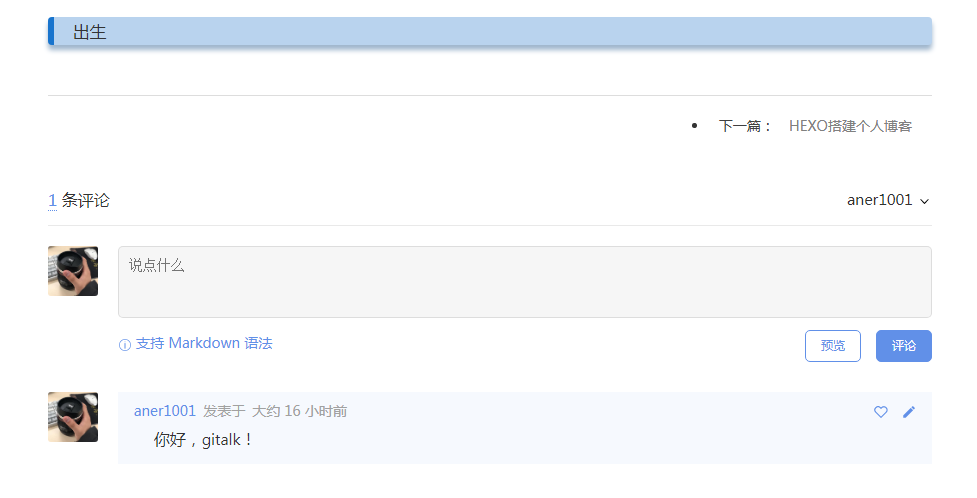 出生
下一篇： HEXO搭建个人博客
1 条评论
aner1001
说点什么
支持 Markdown 语法
预览
评论
aner1001 发表于 大约 16 小时前
你好，gitalk！